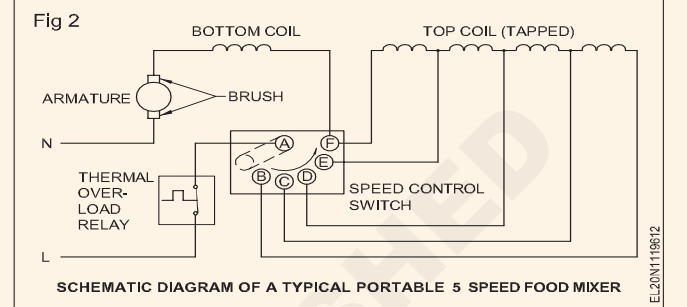 Fig 2
BOTTOM COIL
TOP COIL (TAPPED)
ARMATURE
BRUSH
N
A
F
E
B
C
D
THERMAL
OVER-
LOAD
RELAY
SPEED CONTROL
SWITCH
L
SCHEMATIC DIAGRAM OF A TYPICAL PORTABLE 5 SPEED FOOD MIXER
EL20N1119612